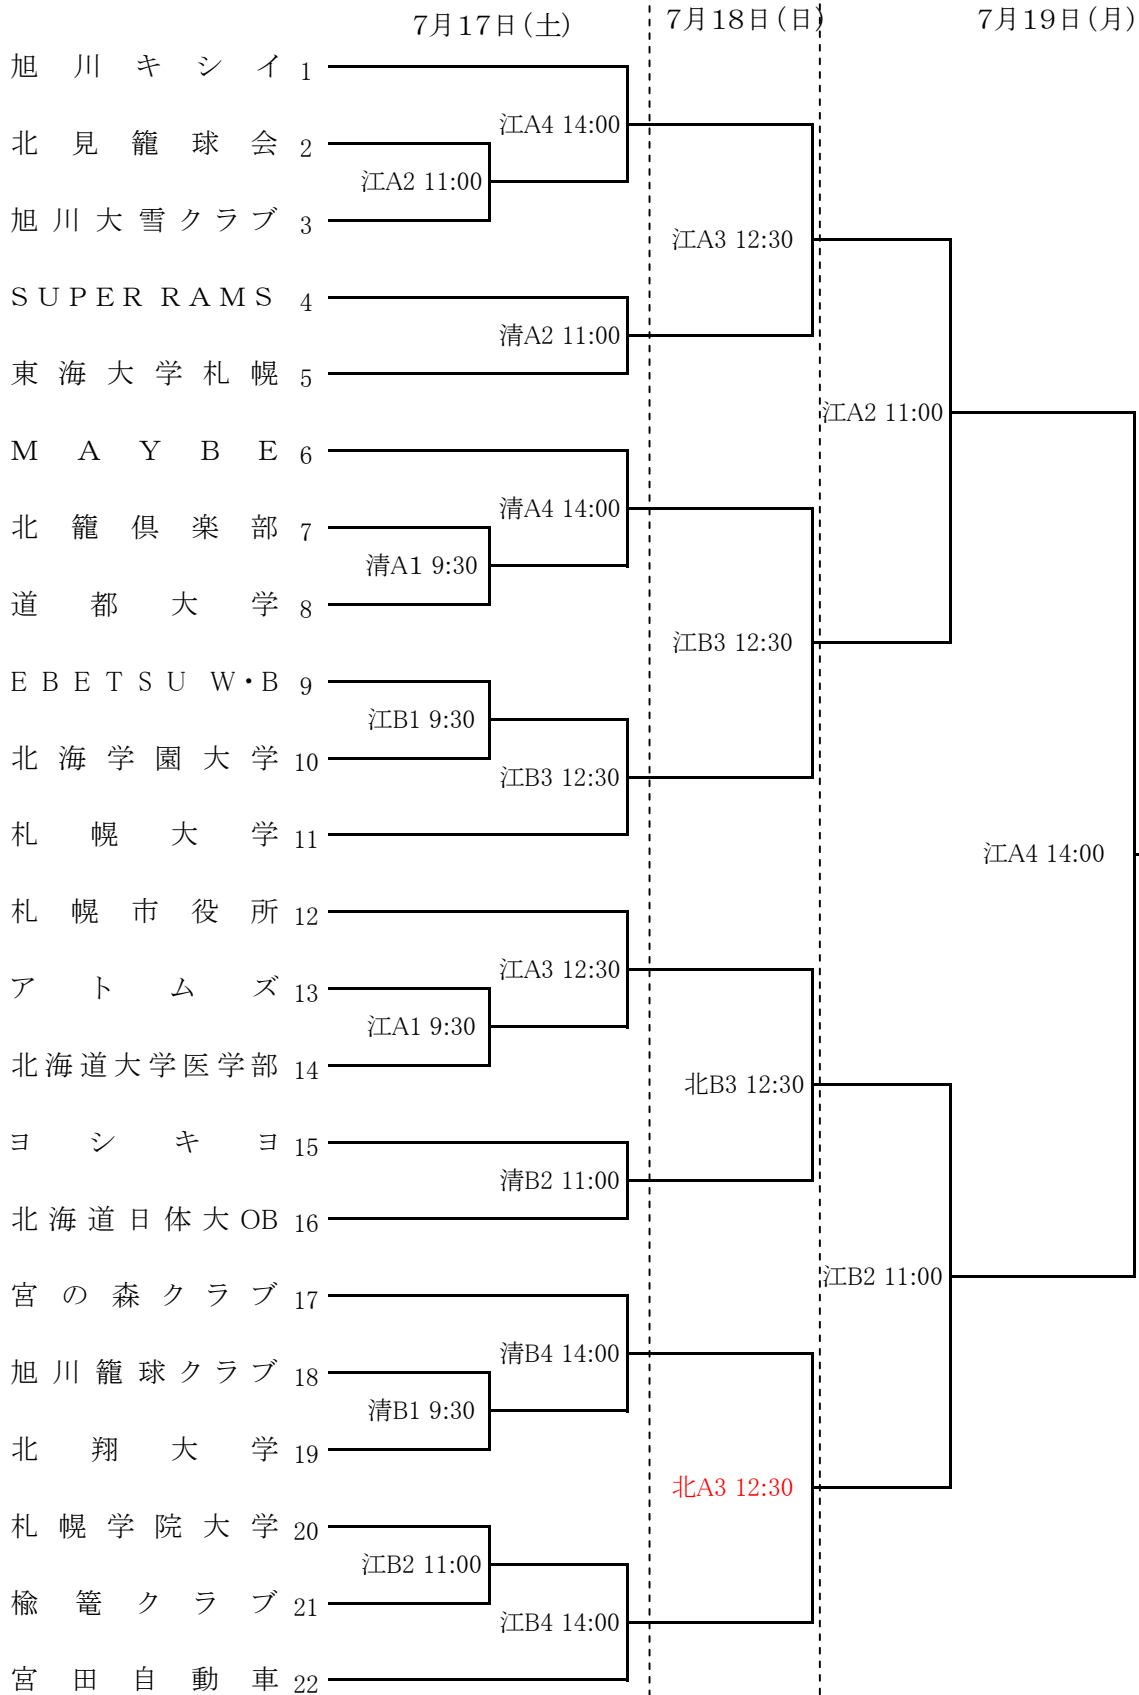 7月17日(土) 7月18日(日) 7月19日(月)
旭川キシイ 1
江A4 14:00
北見籠球会 2
江A2 11:00
旭川大雪クラブ 3
江A3 12:30
SUPER RAMS 4
清A2 11:00
東海大学札幌 5
江A2 11:00
MAYBE 6
清A4 14:00
北籠倶楽部 7
清A1 9:30
道都大学 8
江B3 12:30
EBETSU W・B 9
江B1 9:30
北海学園大学 10
江B3 12:30
札幌大学 11
江A4 14:00
札幌市役所 12
江A3 12:30
アトムズ 13
江A1 9:30
北海道大学医学部 14
北B3 12:30
ヨシキヨ 15
清B2 11:00
北海道日体大OB 16
江B2 11:00
宮の森クラブ 17
清B4 14:00
旭川籠球クラブ 18
清B1 9:30
北翔大学 19
北A3 12:30
札幌学院大学 20
江B2 11:00
楡篭クラブ 21
江B4 14:00
宮田自動車 22